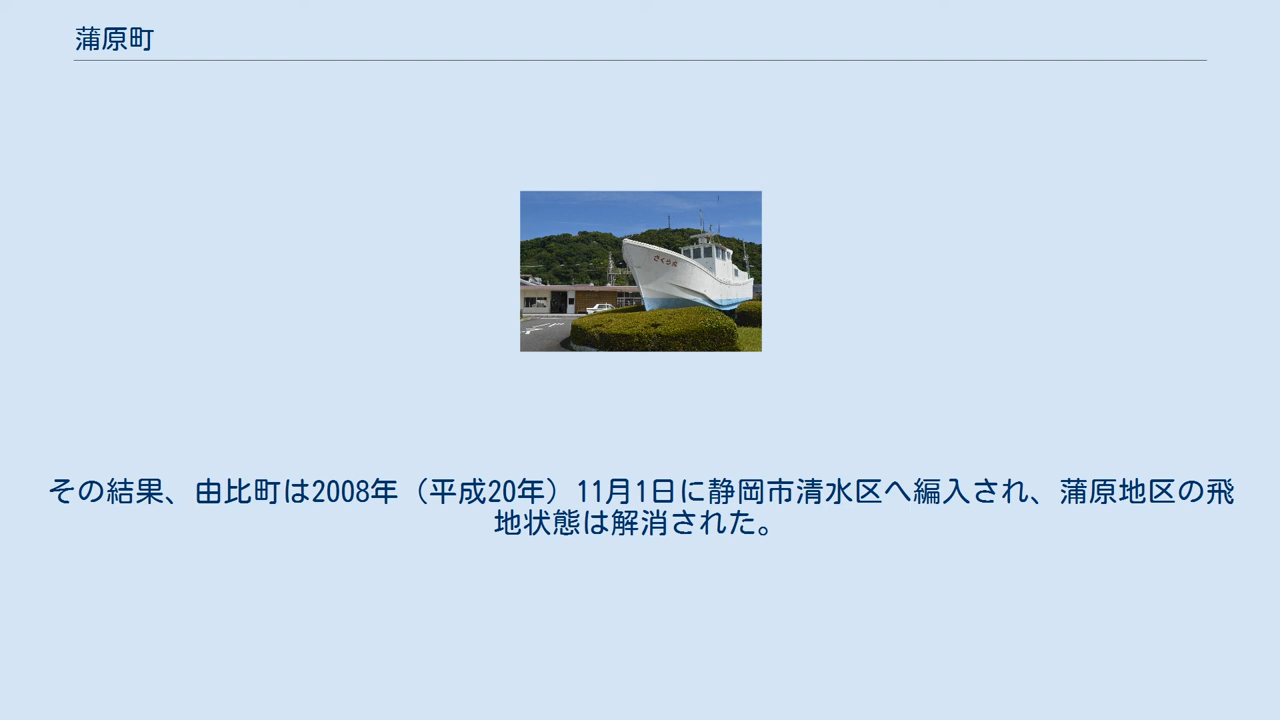 蒲原町
その結果、由比町は2008年（平成20年）11月1日に静岡市清水区へ編入され、蒲原地区の飛
地状態は解消された。